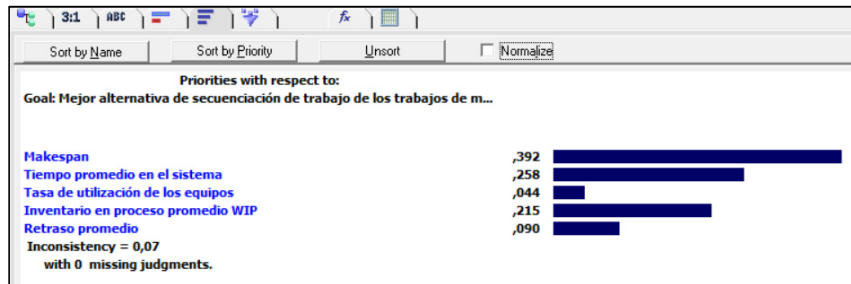 3:1 ABC fx
Sort by Name Sort by Priority Unsort Normalize
Priorities with respect to:
Goal: Mejor alternativa de secuenciación de trabajo de los trabajos de m...
Makespan ,392
Tiempo promedio en el sistema ,258
Tasa de utilización de los equipos ,044
Inventario en proceso promedio WIP ,215
Retraso promedio ,090
Inconsistency = 0,07
with 0 missing judgments.